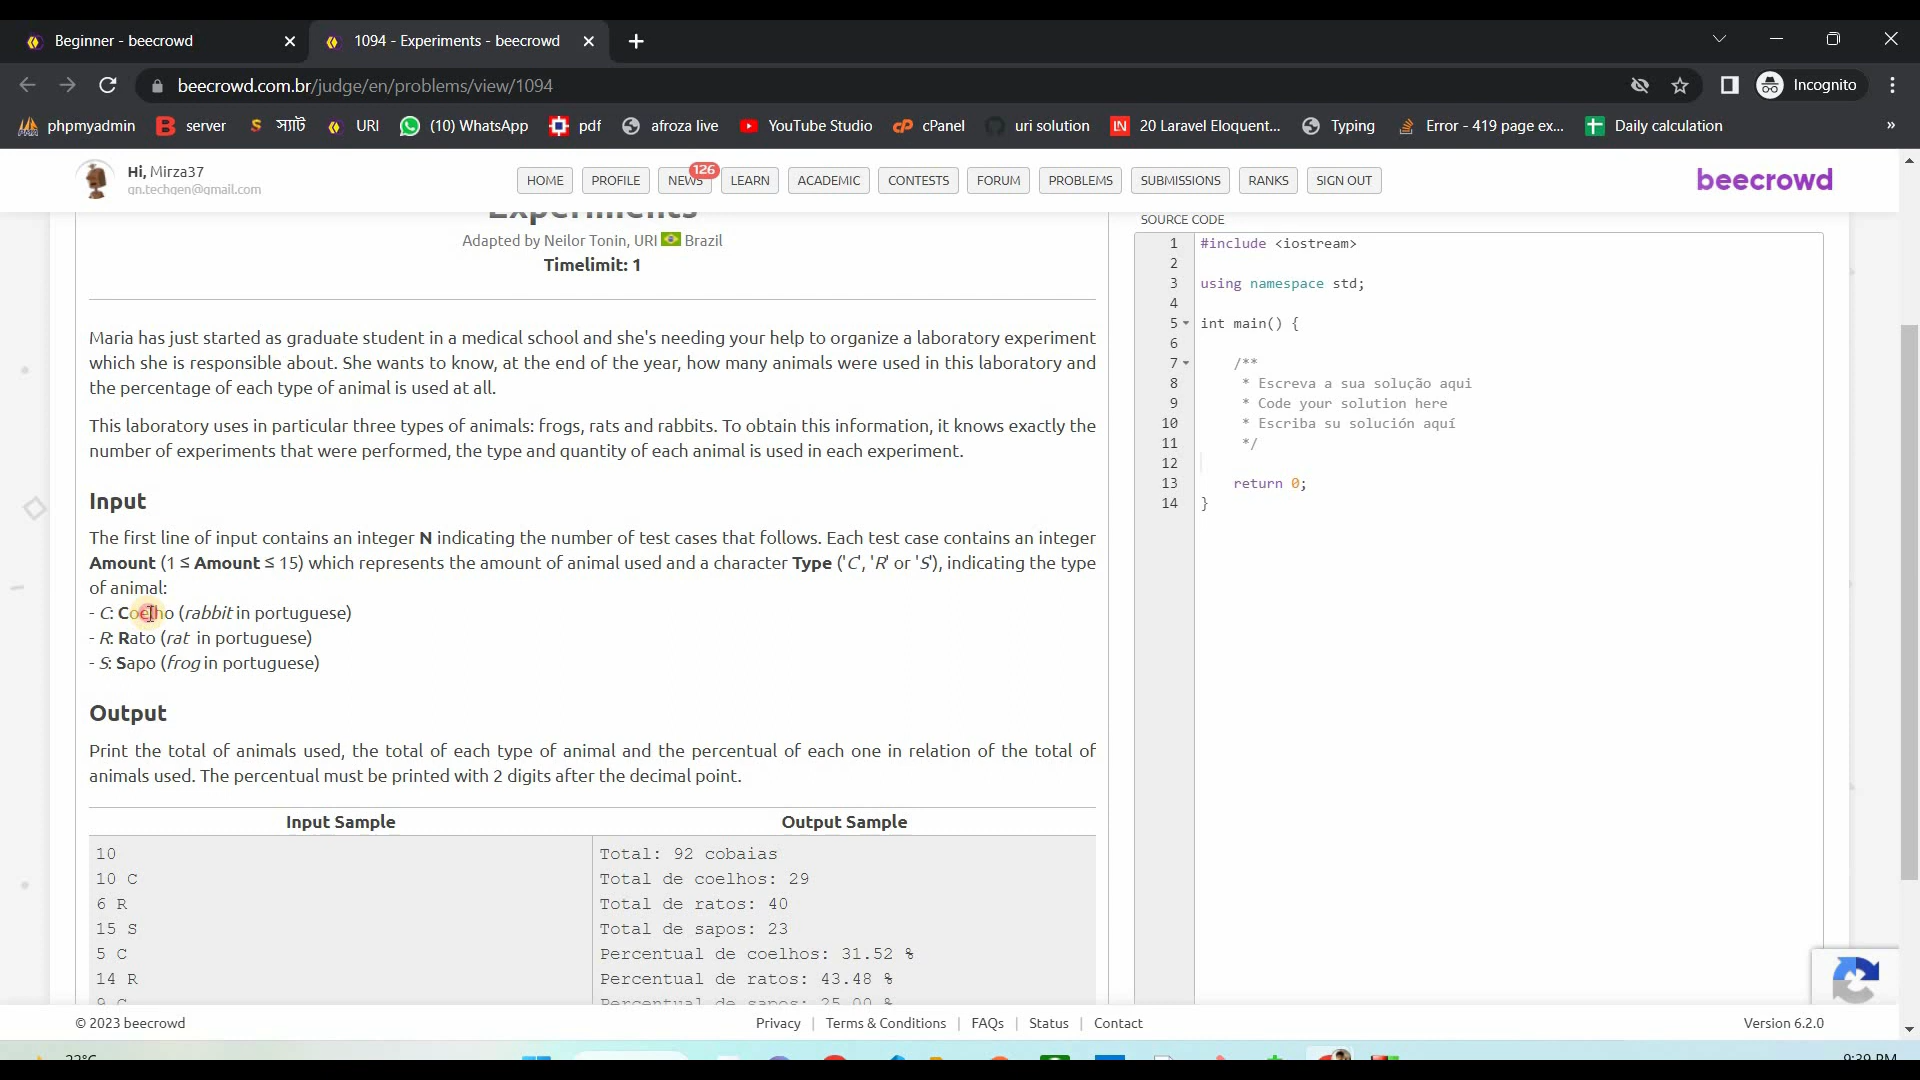 Beginner - beecrowd
1094 - Experiments - beecrowd
beecrowd.com.br/judge/en/problems/view/1094
Incognito
phpmyadmin
server
স্মার্ট
URI
(10) WhatsApp
pdf
afroza live
YouTube Studio
cPanel
uri solution
20 Laravel Eloquent...
Typing
Error - 419 page ex...
Daily calculation
»
Hi, Mirza37
qn.techqen@qmail.com
HOME
PROFILE
NEWS
126
LEARN
ACADEMIC
CONTESTS
FORUM
PROBLEMS
SUBMISSIONS
RANKS
SIGN OUT
beecrowd
Experiments
Adapted by Neilor Tonin, URI Brazil
Timelimit: 1
Maria has just started as graduate student in a medical school and she's needing your help to organize a laboratory experiment
which she is responsible about. She wants to know, at the end of the year, how many animals were used in this laboratory and
the percentage of each type of animal is used at all.
This laboratory uses in particular three types of animals: frogs, rats and rabbits. To obtain this information, it knows exactly the
number of experiments that were performed, the type and quantity of each animal is used in each experiment.
Input
The first line of input contains an integer N indicating the number of test cases that follows. Each test case contains an integer
Amount (1 ≤ Amount ≤ 15) which represents the amount of animal used and a character Type ('C', 'R' or 'S'), indicating the type
of animal:
- C: Coelho (rabbit in portuguese)
- R: Rato (rat in portuguese)
- S: Sapo (frog in portuguese)
Output
Print the total of animals used, the total of each type of animal and the percentual of each one in relation of the total of
animals used. The percentual must be printed with 2 digits after the decimal point.
Input Sample
Output Sample
10
10 C
6 R
15 S
5 C
14 R
9 C
Total: 92 cobaias
Total de coelhos: 29
Total de ratos: 40
Total de sapos: 23
Percentual de coelhos: 31.52 %
Percentual de ratos: 43.48 %
Percentual de sapos: 25.00 %
SOURCE CODE
1 #include <iostream>
2
3 using namespace std;
4
5 int main() {
6
7 /**
8 * Escreva a sua solução aqui
9 * Code your solution here
10 * Escriba su solución aquí
11 */
12
13 return 0;
14 }
© 2023 beecrowd
Privacy
Terms & Conditions
FAQs
Status
Contact
Version 6.2.0
22°C
9:39 PM